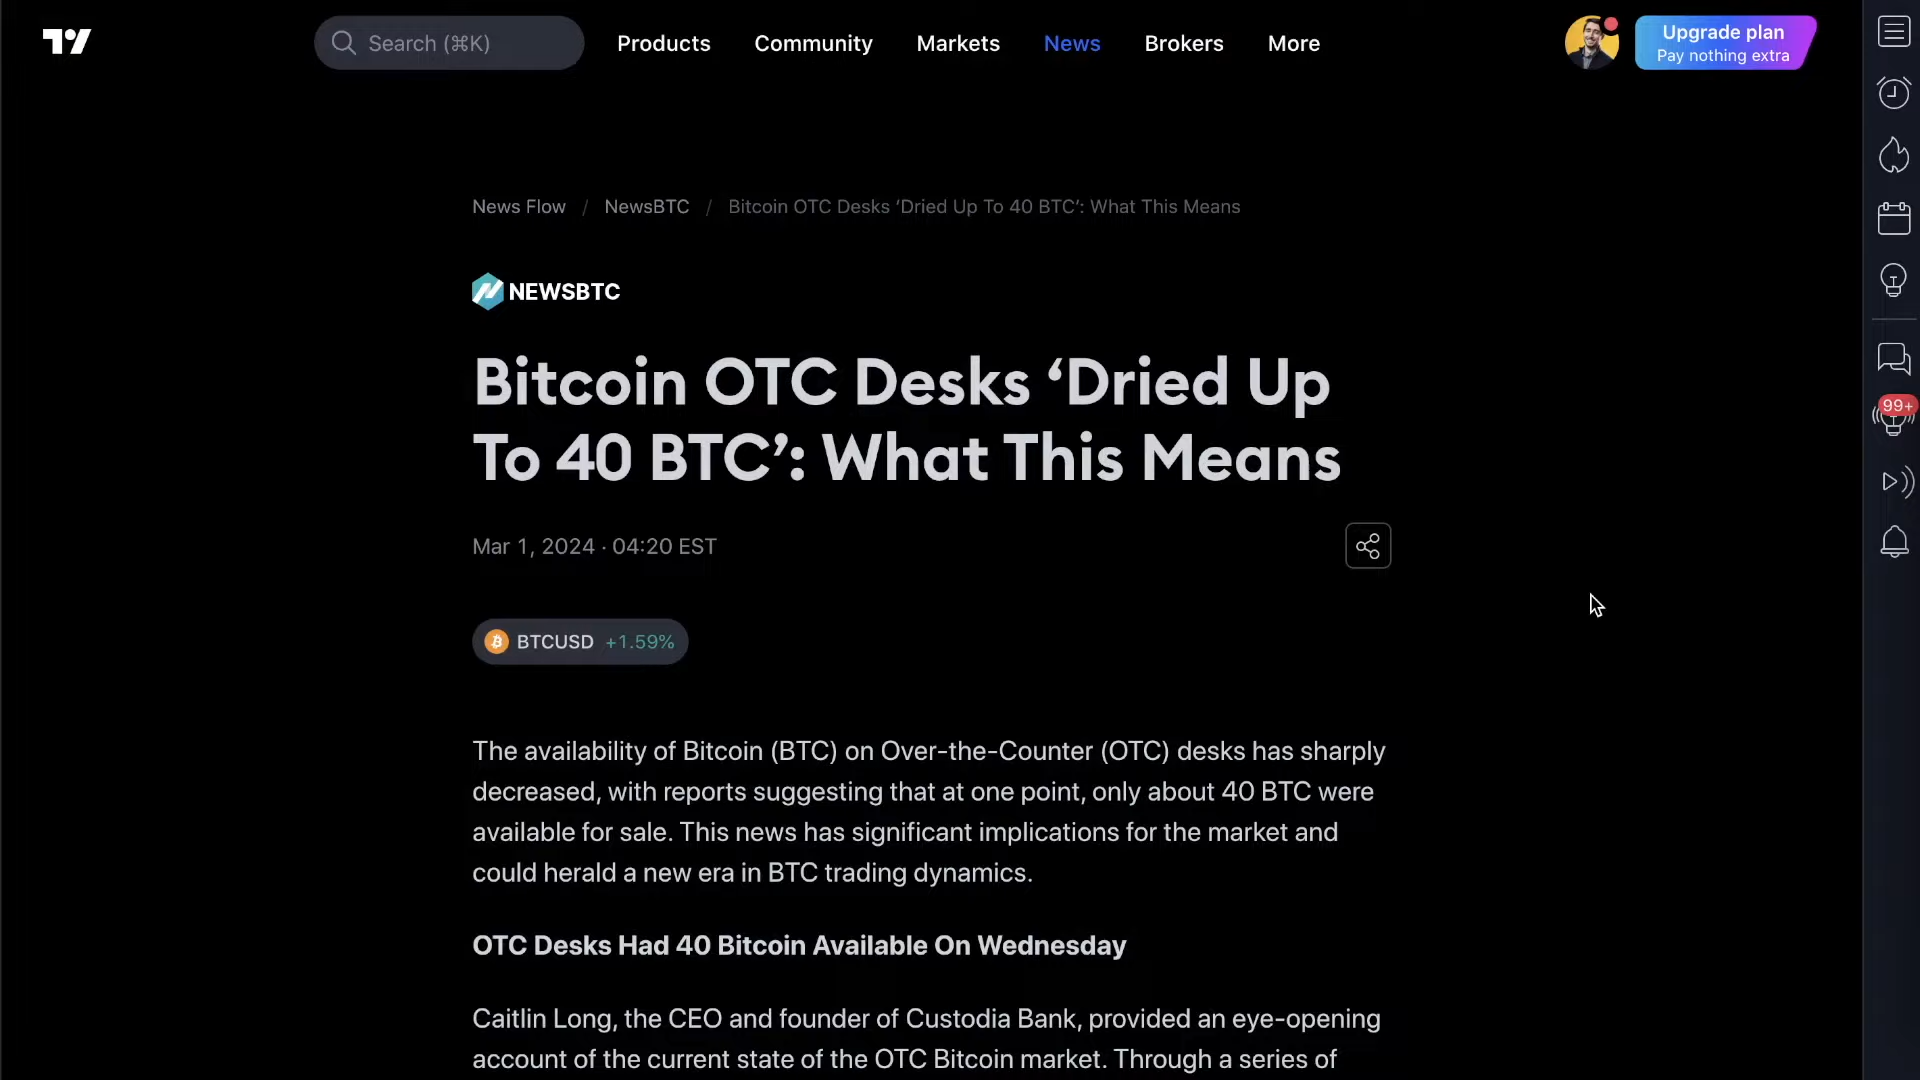 Search (⌘K)
Products
Community
Markets
News
Brokers
More
Upgrade plan
Pay nothing extra
News Flow / NewsBTC / Bitcoin OTC Desks ‘Dried Up To 40 BTC’: What This Means
NEWSBTC
Bitcoin OTC Desks ‘Dried Up
To 40 BTC’: What This Means
Mar 1, 2024 · 04:20 EST
BTCUSD +1.59%
99+
The availability of Bitcoin (BTC) on Over-the-Counter (OTC) desks has sharply
decreased, with reports suggesting that at one point, only about 40 BTC were
available for sale. This news has significant implications for the market and
could herald a new era in BTC trading dynamics.
OTC Desks Had 40 Bitcoin Available On Wednesday
Caitlin Long, the CEO and founder of Custodia Bank, provided an eye-opening
account of the current state of the OTC Bitcoin market. Through a series of